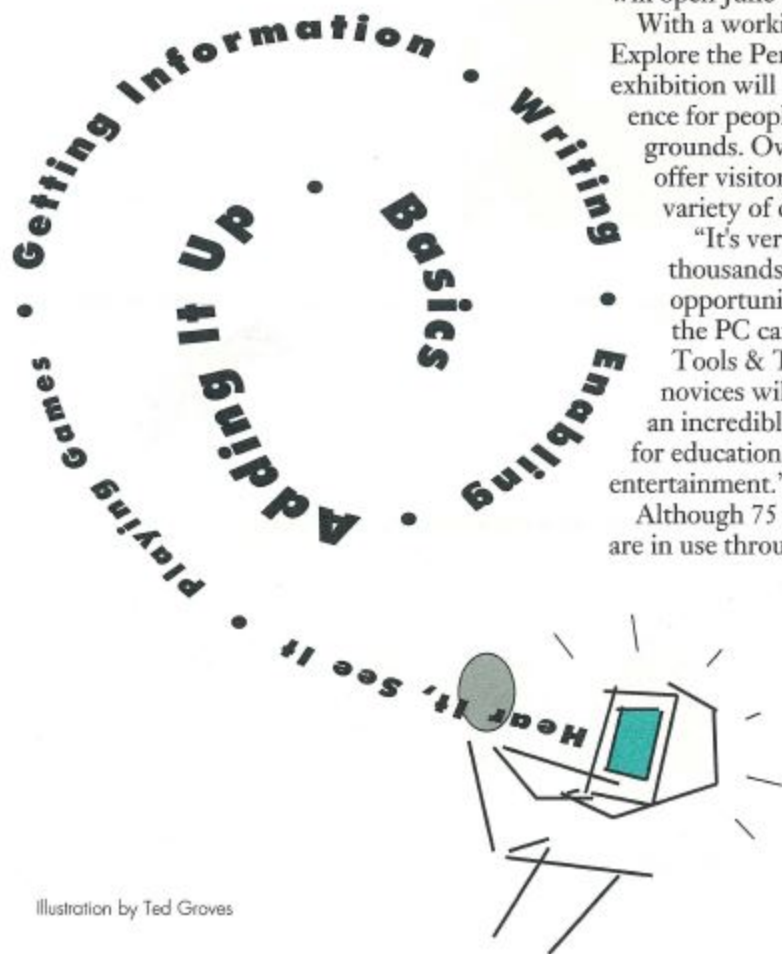 Hear It, See It • Playing Games • Getting Information • Writing • Enabling • Adding It Up • Basics
will open June
With a worki
Explore the Per
exhibition will
ence for peopl
grounds. Ov
offer visitor
variety of
“It's ver
thousands
opportuni
the PC ca
Tools & T
novices wil
an incredibl
for education
entertainment.”
Although 75
are in use throu
Illustration by Ted Groves